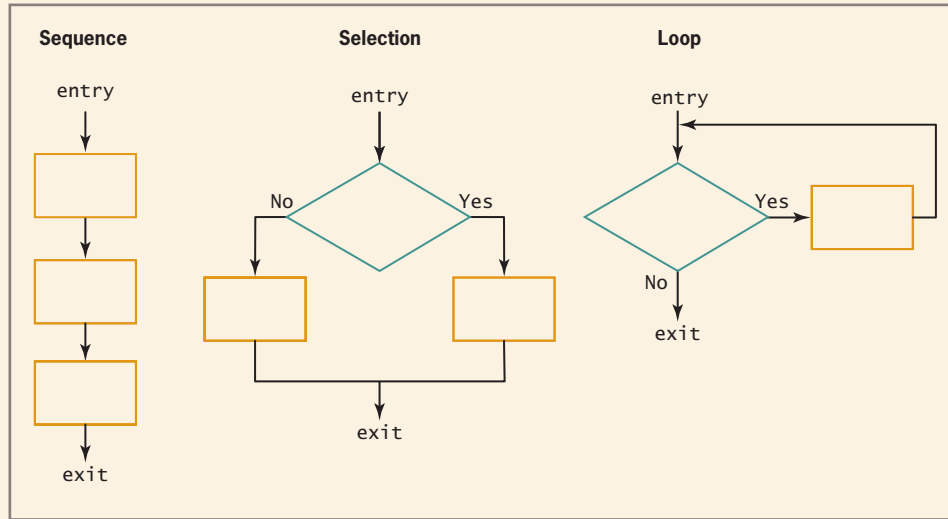 Sequence
entry
exit
Selection
entry
No
Yes
exit
Loop
entry
Yes
No
exit